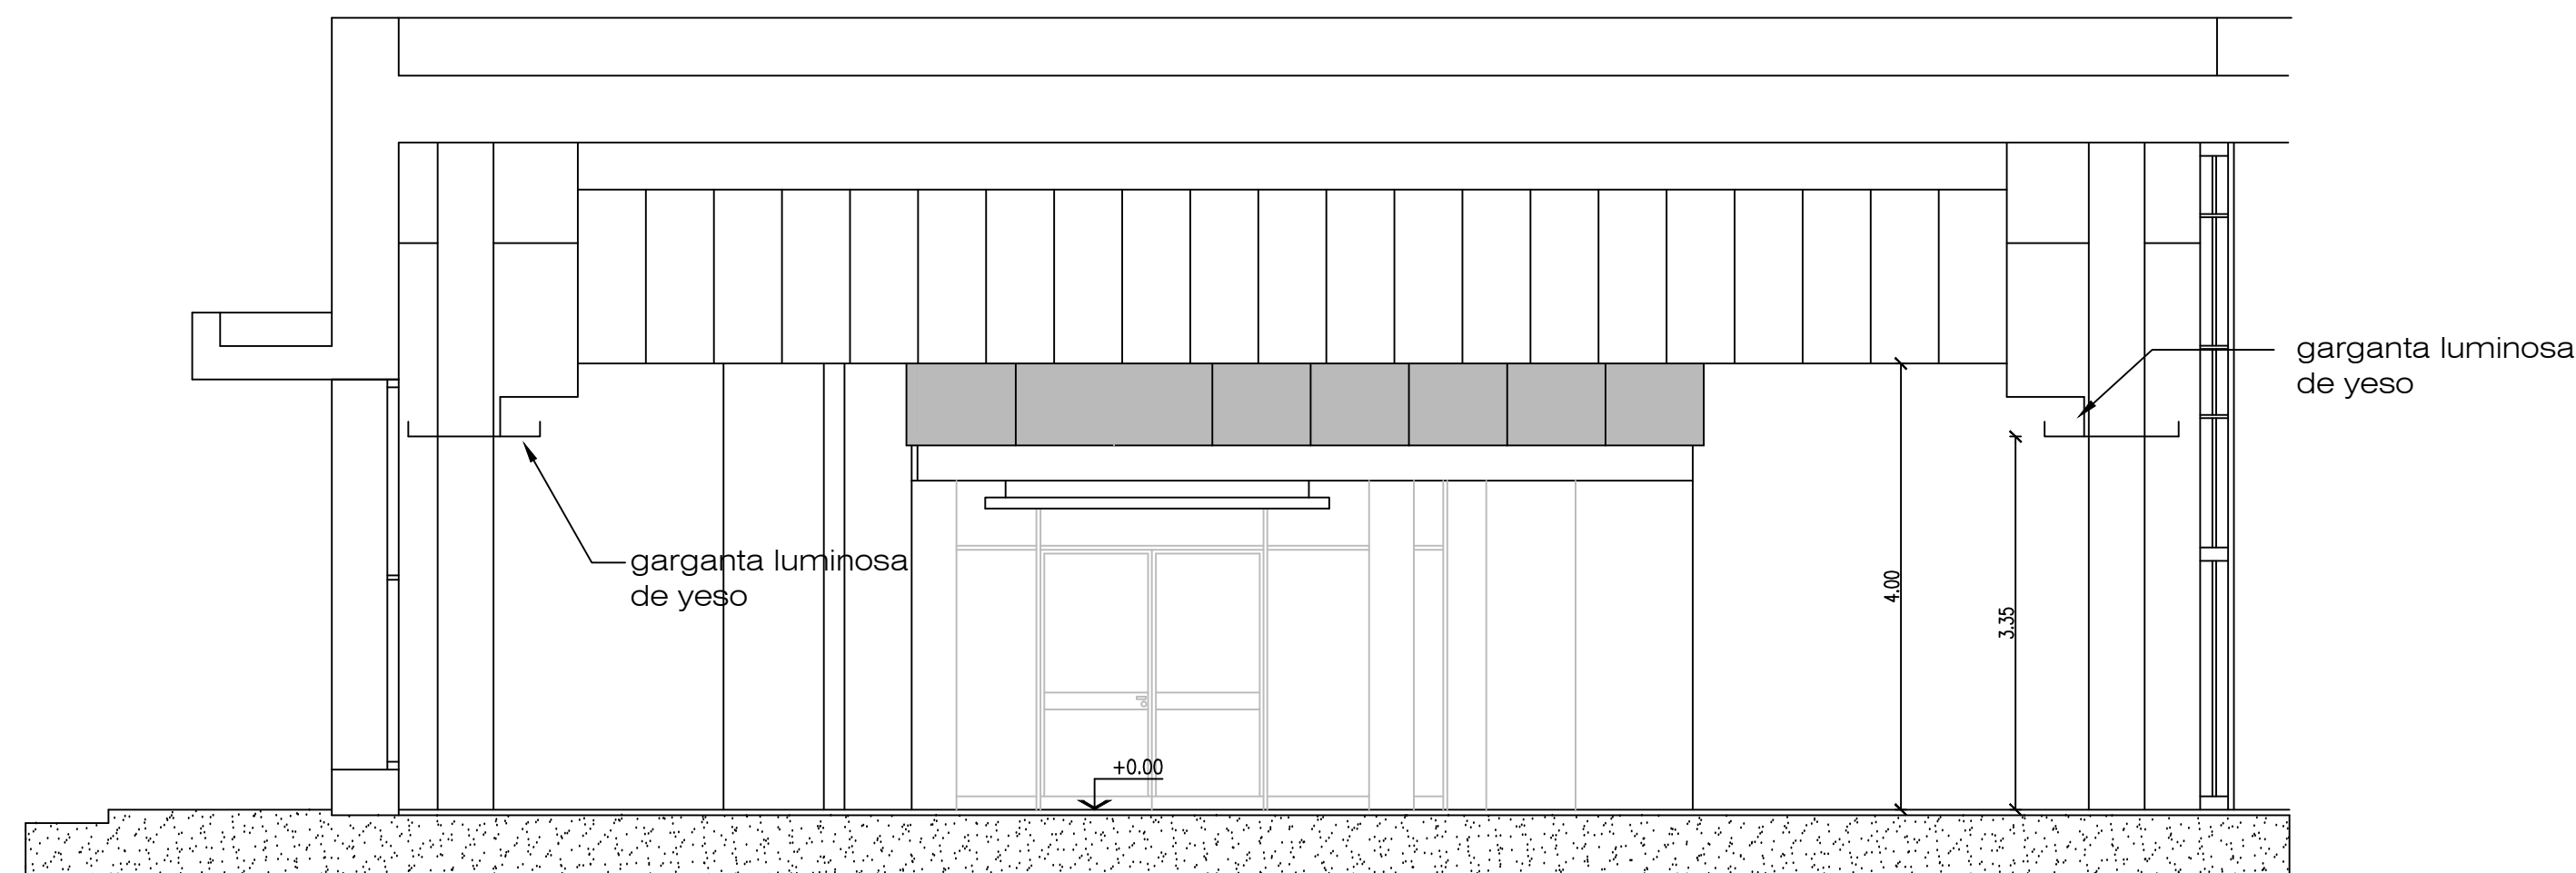 garganta luminosa
de yeso
garganta luminosa
de yeso
4.00
3.35
+0.00